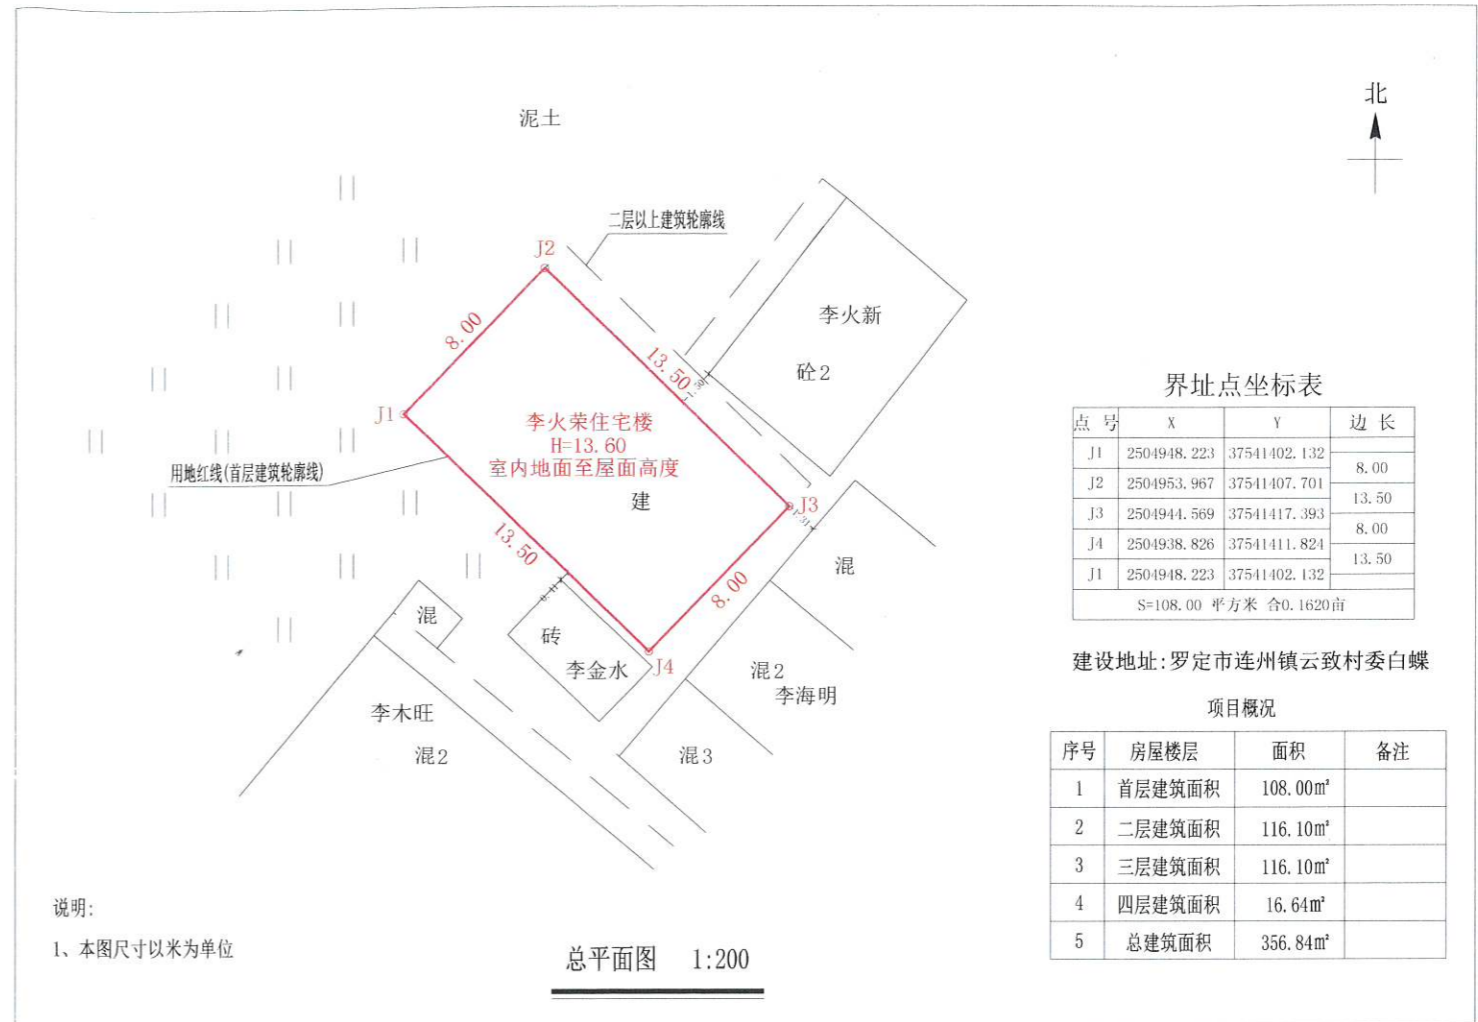 北
泥土
二层以上建筑轮廓线
J2
李火新
8.00
13.50
砼2
J1
李火荣住宅楼
H=13.60
室内地面至屋面高度
用地红线(首层建筑轮廓线)
建
J3
13.50
混
8.00
混
砖
李金水
J4
混2
李海明
李木旺
混2
混3
界址点坐标表
点 号 X Y 边 长
J1 2504948.223 37541402.132
8.00
J2 2504953.967 37541407.701
13.50
J3 2504944.569 37541417.393
8.00
J4 2504938.826 37541411.824
13.50
J1 2504948.223 37541402.132
S=108.00 平方米 合0.1620亩
建设地址:罗定市连州镇云致村委白蝶
项目概况
序号 房屋楼层 面积 备注
1 首层建筑面积 108.00㎡
2 二层建筑面积 116.10㎡
3 三层建筑面积 116.10㎡
4 四层建筑面积 16.64㎡
5 总建筑面积 356.84㎡
说明:
1、本图尺寸以米为单位
总平面图 1:200